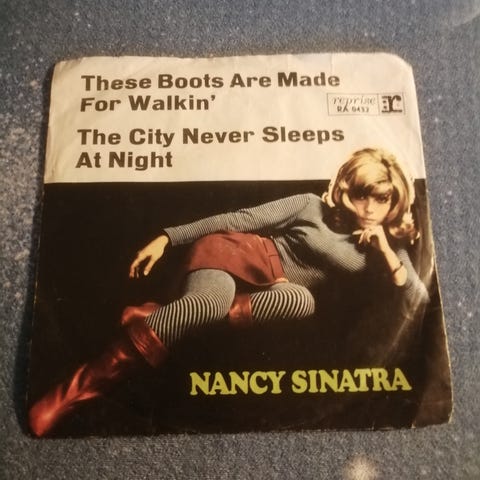 These Boots Are Made
For Walkin'
reprise r:
RA 0432
The City Never Sleeps
At Night
NANCY SINATRA